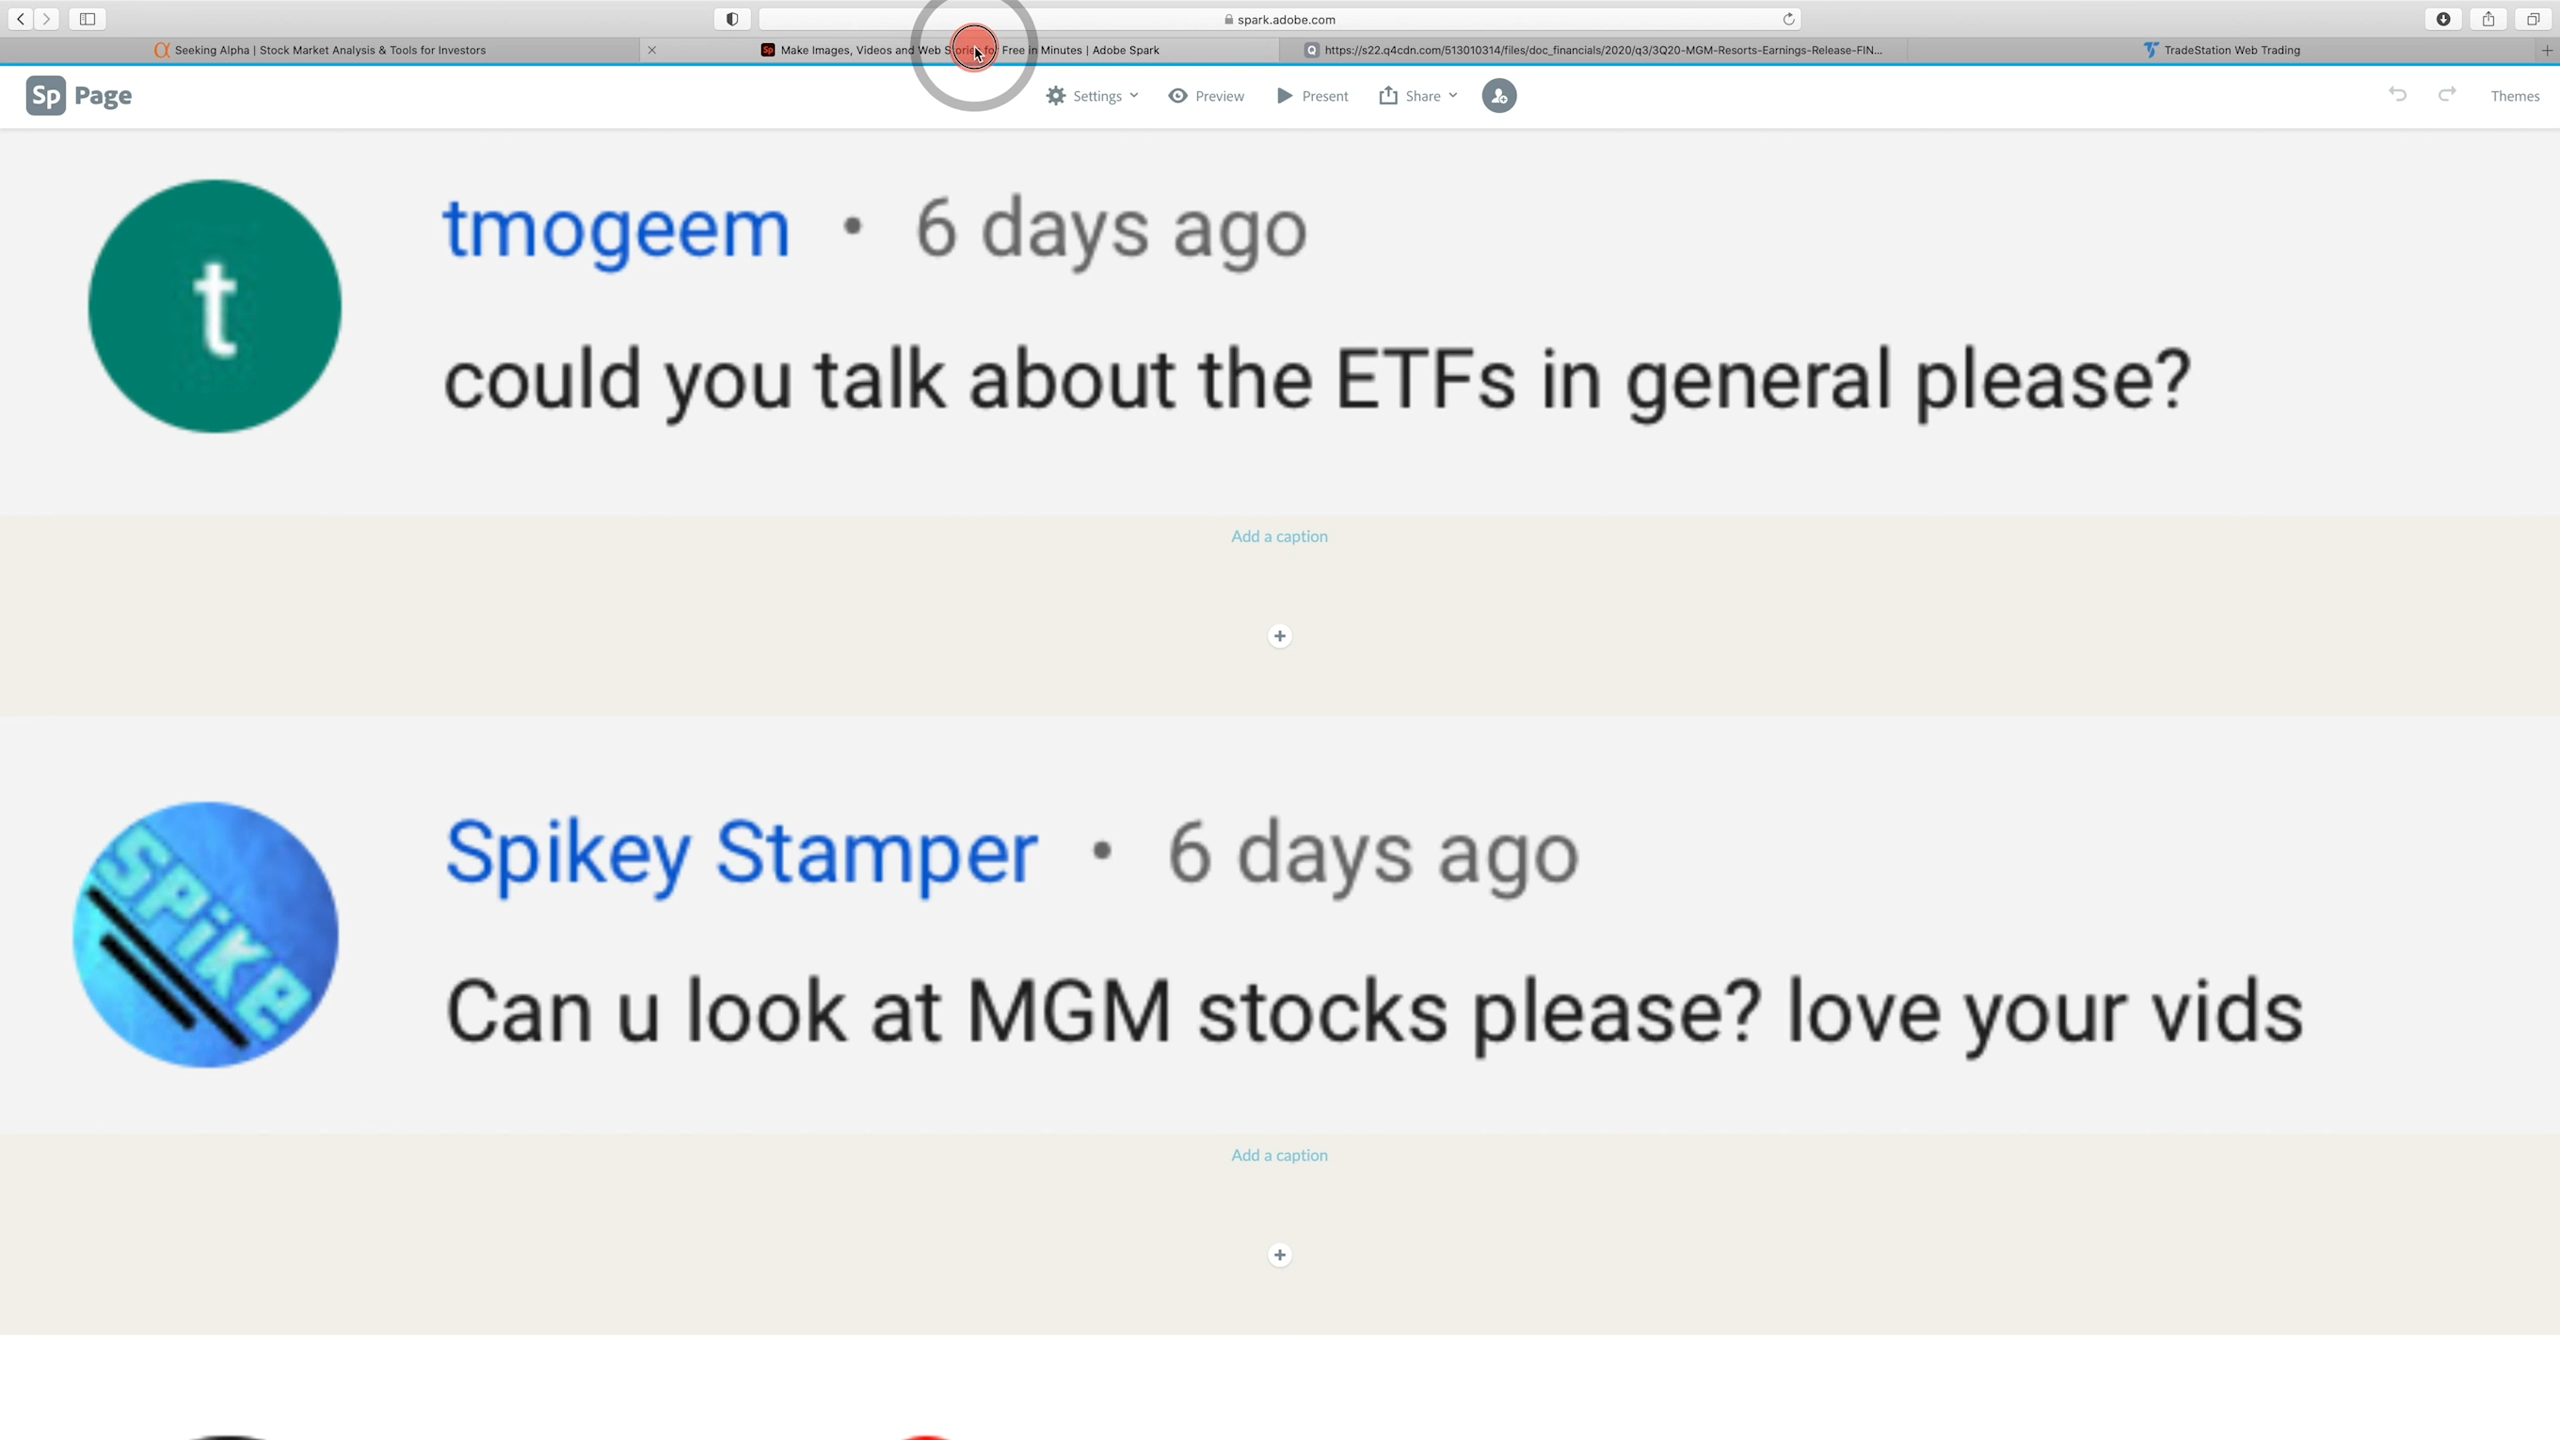 spark.adobe.com
Seeking Alpha | Stock Market Analysis & Tools for Investors
Sp Make Images, Videos and Web Stories for Free in Minutes | Adobe Spark
Q https://s22.q4cdn.com/513010314/files/doc_financials/2020/q3/3Q20-MGM-Resorts-Earnings-Release-FIN...
TradeStation Web Trading
Sp Page
Settings
Preview
Present
Share
Themes
t
tmogeem • 6 days ago
could you talk about the ETFs in general please?
Add a caption
SPiKE
Spikey Stamper • 6 days ago
Can u look at MGM stocks please? love your vids
Add a caption